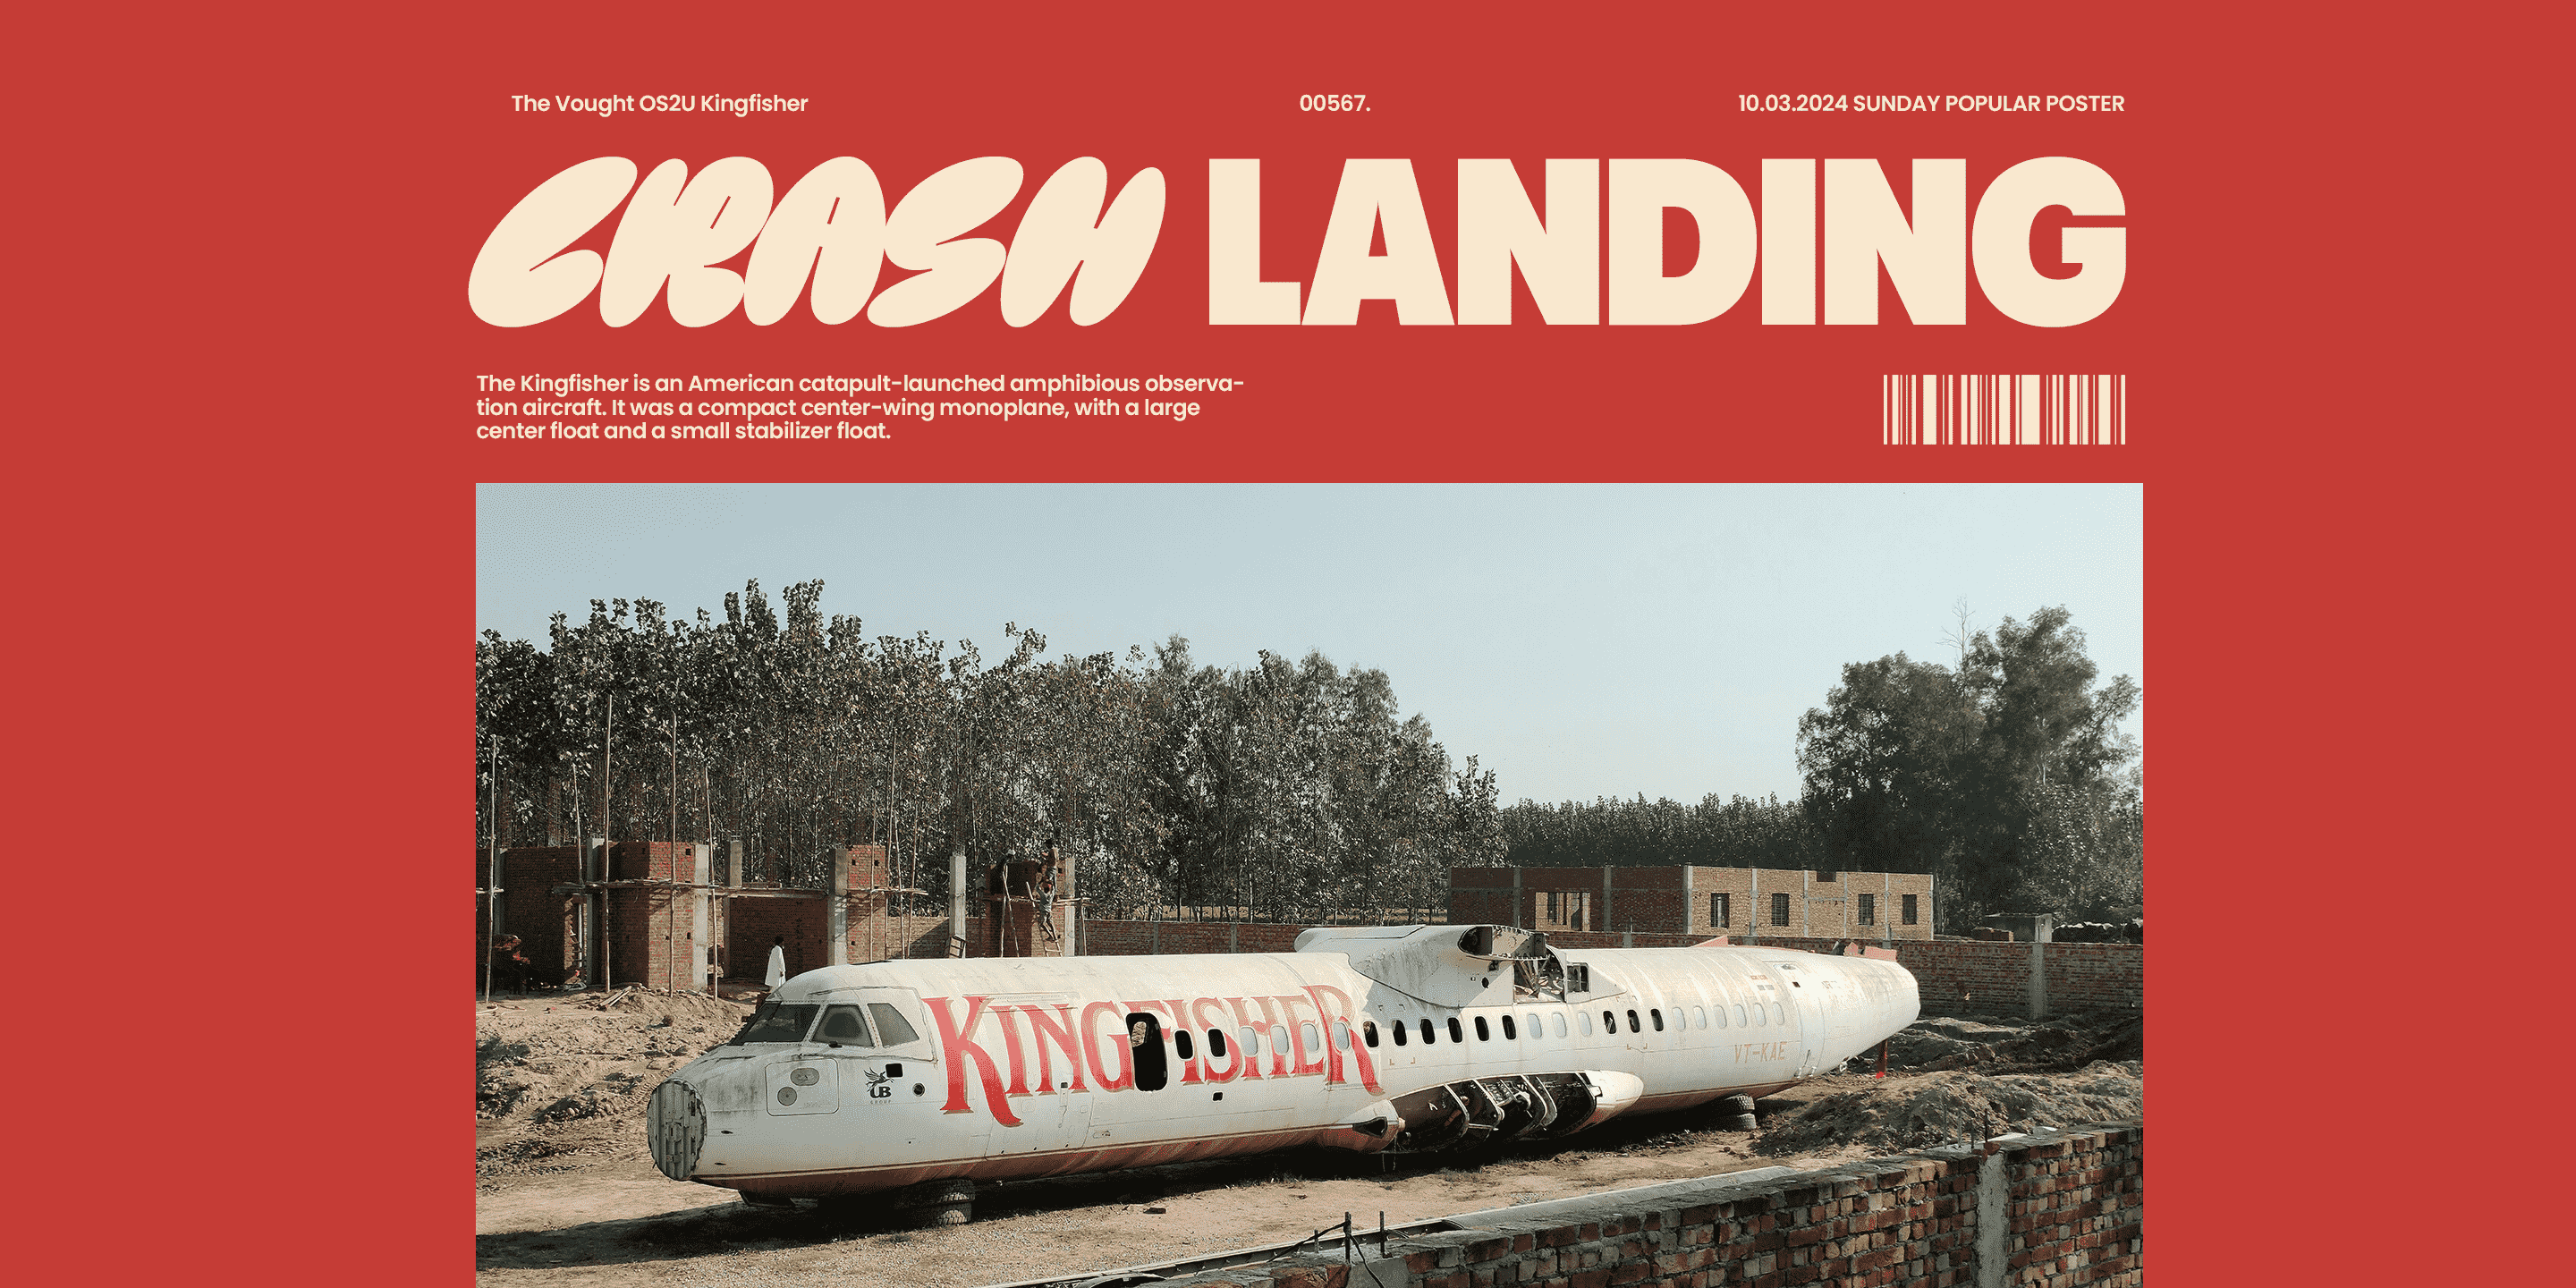 The Vought OS2U Kingfisher
00567.
10.03.2024 SUNDAY POPULAR POSTER
CRASH LANDING
The Kingfisher is an American catapult-launched amphibious observa-
tion aircraft. It was a compact center-wing monoplane, with a large
center float and a small stabilizer float.
KINGFISHER
UB
GROUP
VT-KAE